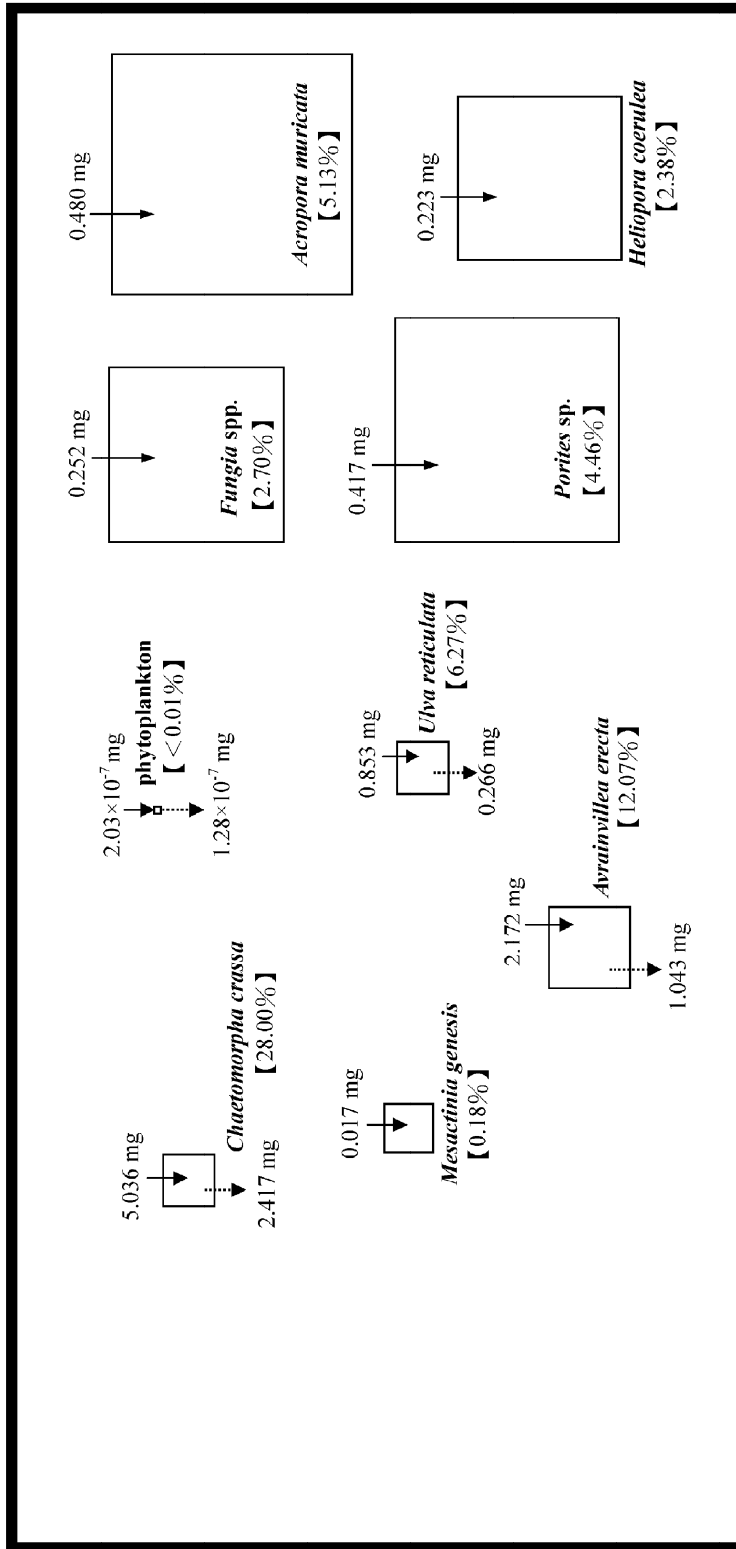 5.036 mg
Chaetomorpha crassa
【28.00%】
2.417 mg
2.03×10⁻⁷ mg
phytoplankton
【<0.01%】
1.28×10⁻⁷ mg
0.252 mg
Fungia spp.
【2.70%】
0.480 mg
Acropora muricata
【5.13%】
0.017 mg
Mesactinia genesis
【0.18%】
0.853 mg
Ulva reticulata
【6.27%】
0.266 mg
0.417 mg
Porites sp.
【4.46%】
0.223 mg
Heliopora coerulea
【2.38%】
2.172 mg
Avrainvillea erecta
【12.07%】
1.043 mg